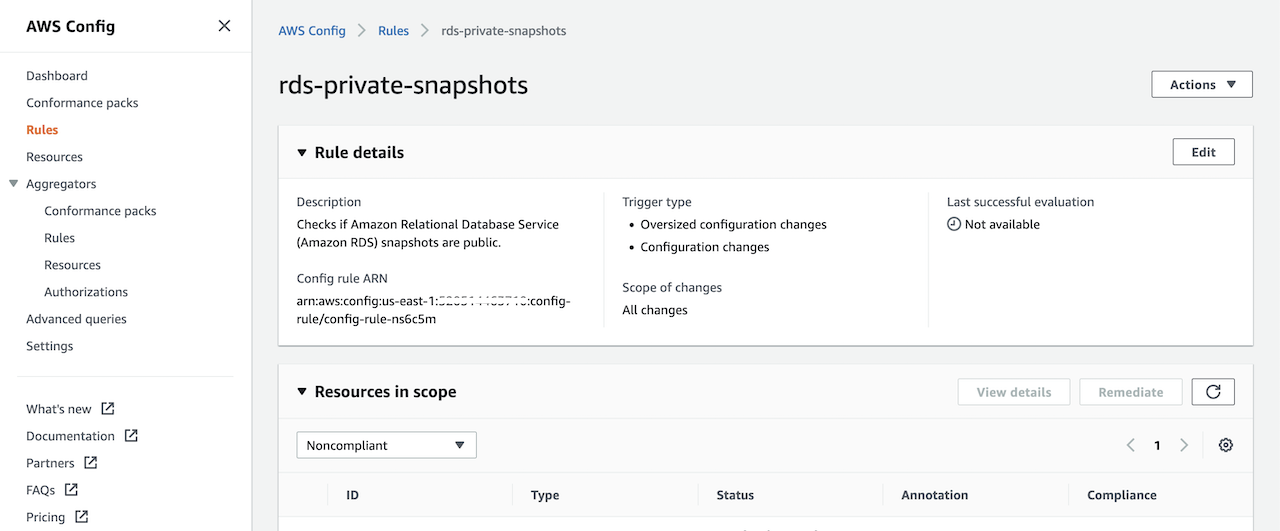 AWS Config
Dashboard
Conformance packs
Rules
Resources
Aggregators
Conformance packs
Rules
Resources
Authorizations
Advanced queries
Settings
What's new
Documentation
Partners
FAQs
Pricing
AWS Config
Rules
rds-private-snapshots
rds-private-snapshots
Actions
Rule details
Edit
Description
Checks if Amazon Relational Database Service
(Amazon RDS) snapshots are public.
Config rule ARN
arn:aws:config:us-east-1: :config-
rule/config-rule-ns6c5m
Trigger type
• Oversized configuration changes
• Configuration changes
Scope of changes
All changes
Last successful evaluation
Not available
Resources in scope
View details
Remediate
Noncompliant
1
ID Type Status Annotation Compliance